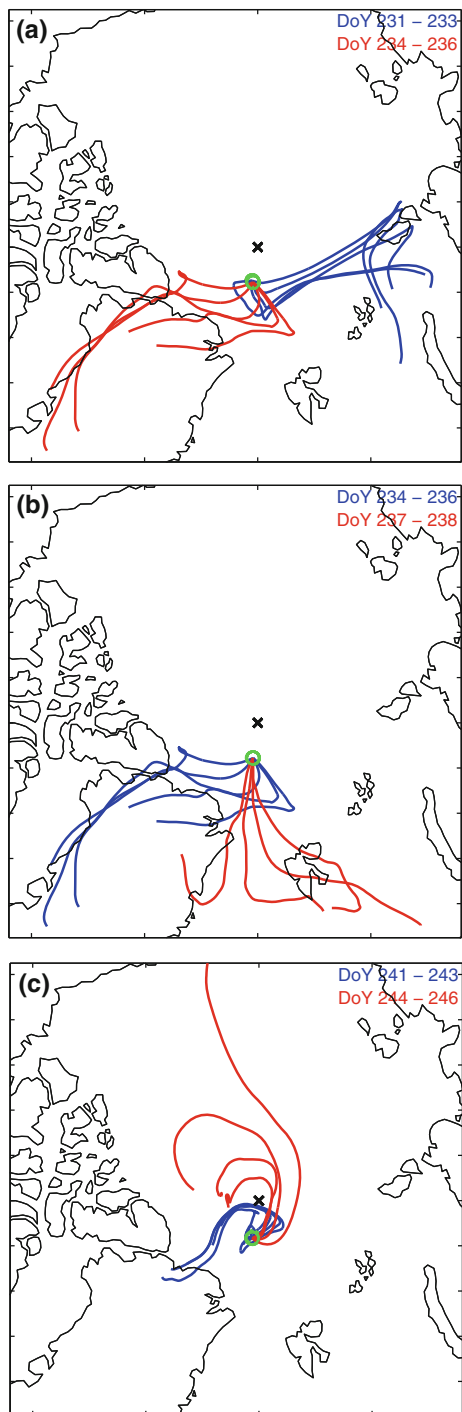 (a)
DoY 231 – 233
DoY 234 – 236
(b)
DoY 234 – 236
DoY 237 – 238
(c)
DoY 241 – 243
DoY 244 – 246